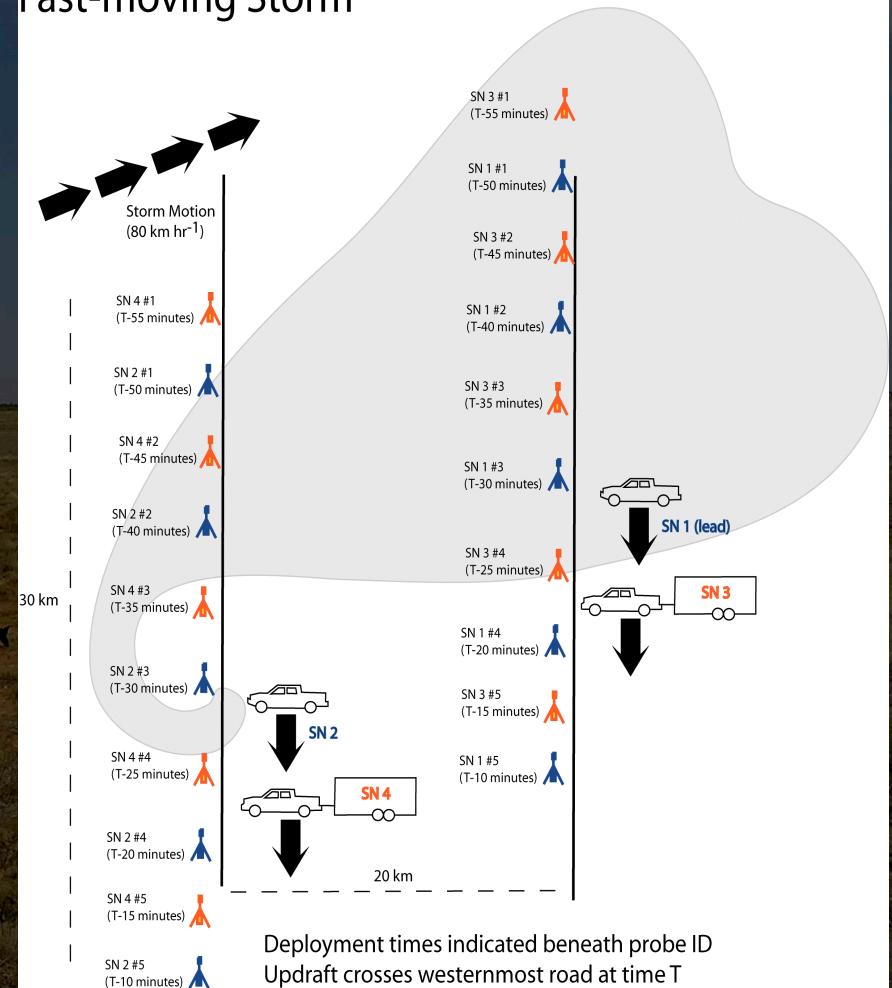 Fast-moving Storm
SN 3 #1
(T-55 minutes)
SN 1 #1
(T-50 minutes)
Storm Motion
(80 km hr-1)
SN 3 #2
(T-45 minutes)
SN 4 #1
(T-55 minutes)
SN 1 #2
(T-40 minutes)
SN 2 #1
(T-50 minutes)
SN 3 #3
(T-35 minutes)
SN 4 #2
(T-45 minutes)
SN 1 #3
(T-30 minutes)
SN 2 #2
(T-40 minutes)
SN 1 (lead)
SN 3 #4
(T-25 minutes)
SN 3
30 km
SN 4 #3
(T-35 minutes)
SN 1 #4
(T-20 minutes)
SN 2 #3
(T-30 minutes)
SN 3 #5
(T-15 minutes)
SN 2
SN 4 #4
(T-25 minutes)
SN 1 #5
(T-10 minutes)
SN 4
SN 2 #4
(T-20 minutes)
20 km
SN 4 #5
(T-15 minutes)
SN 2 #5
(T-10 minutes)
Deployment times indicated beneath probe ID
Updraft crosses westernmost road at time T